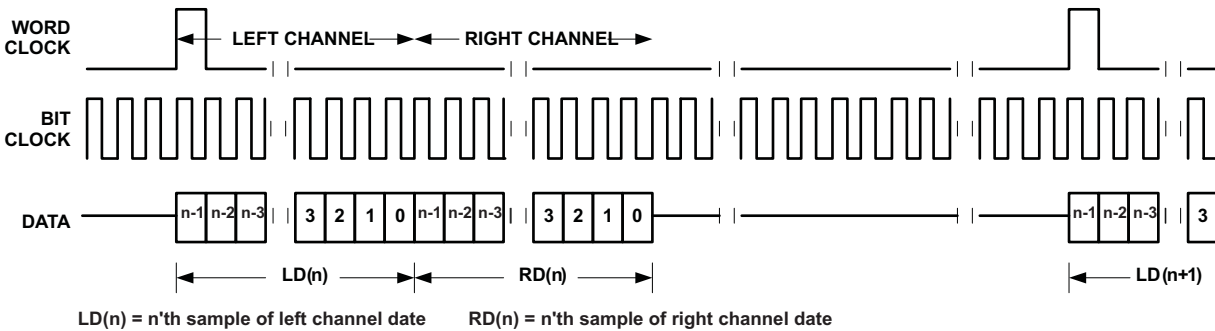 WORD
CLOCK
LEFT CHANNEL
RIGHT CHANNEL
BIT
CLOCK
DATA
n-1 n-2 n-3 3 2 1 0 n-1 n-2 n-3 3 2 1 0 n-1 n-2 n-3 3
LD(n) RD(n) LD(n+1)
LD(n) = n'th sample of left channel date RD(n) = n'th sample of right channel date